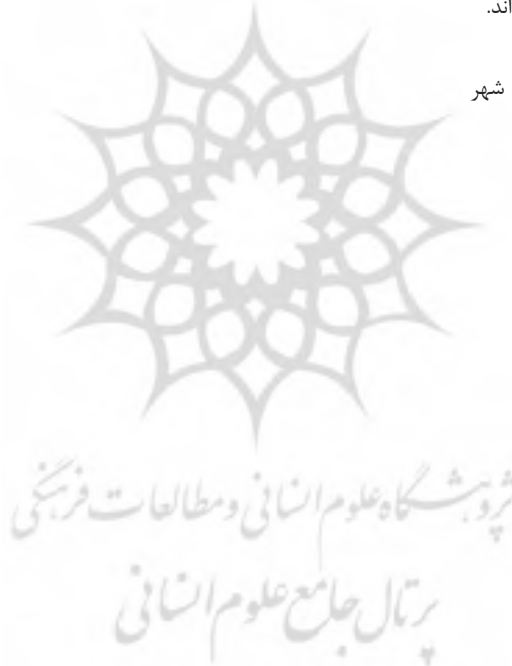 اند.
شهر
پژوهشگاه علوم انسانی و مطالعات فرهنگی
پرتال جامع علوم انسانی